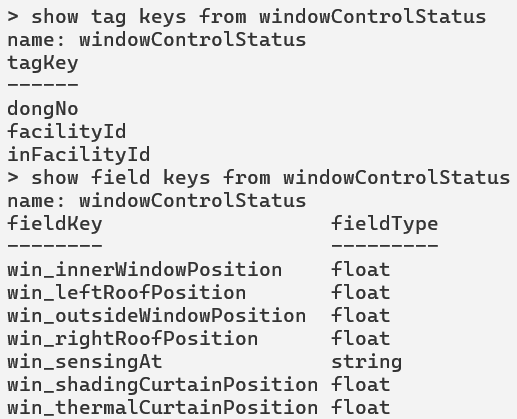 > show tag keys from windowControlStatus
name: windowControlStatus
tagKey
------
dongNo
facilityId
inFacilityId
> show field keys from windowControlStatus
name: windowControlStatus
fieldKey                   fieldType
--------                   ---------
win_innerWindowPosition    float
win_leftRoofPosition       float
win_outsideWindowPosition  float
win_rightRoofPosition      float
win_sensingAt              string
win_shadingCurtainPosition float
win_thermalCurtainPosition float